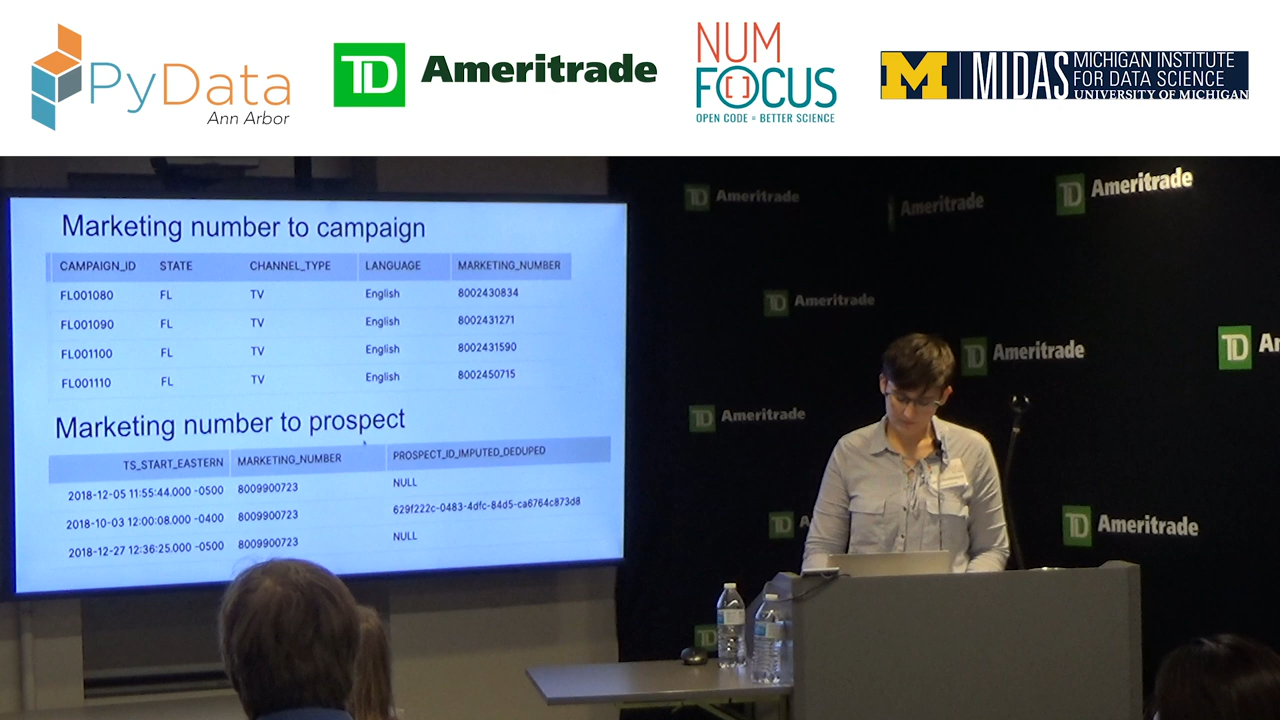 PyData
Ann Arbor
TD Ameritrade
NUM
FOCUS
OPEN CODE = BETTER SCIENCE
M MIDAS
MICHIGAN INSTITUTE
FOR DATA SCIENCE
UNIVERSITY OF MICHIGAN
Marketing number to campaign
CAMPAIGN_ID STATE CHANNEL_TYPE LANGUAGE MARKETING_NUMBER
FL001080 FL TV English 8002430834
FL001090 FL TV English 8002431271
FL001100 FL TV English 8002431590
FL001110 FL TV English 8002450715
Marketing number to prospect
TS_START_EASTERN MARKETING_NUMBER PROSPECT_ID_IMPUTED_DEDUPED
2018-12-05 11:55:44.000 -0500 8009900723 NULL
2018-10-03 12:00:08.000 -0400 8009900723 629f222c-0483-4dfc-84d5-ca6764c873d8
2018-12-27 12:36:25.000 -0500 8009900723 NULL
TD Ameritrade
Ameritrade
TD Ameritrade
TD Ameritrade
TD Ameritrade
TD Am
TD Ameritrade
TD A
TD Ameritrade
TD